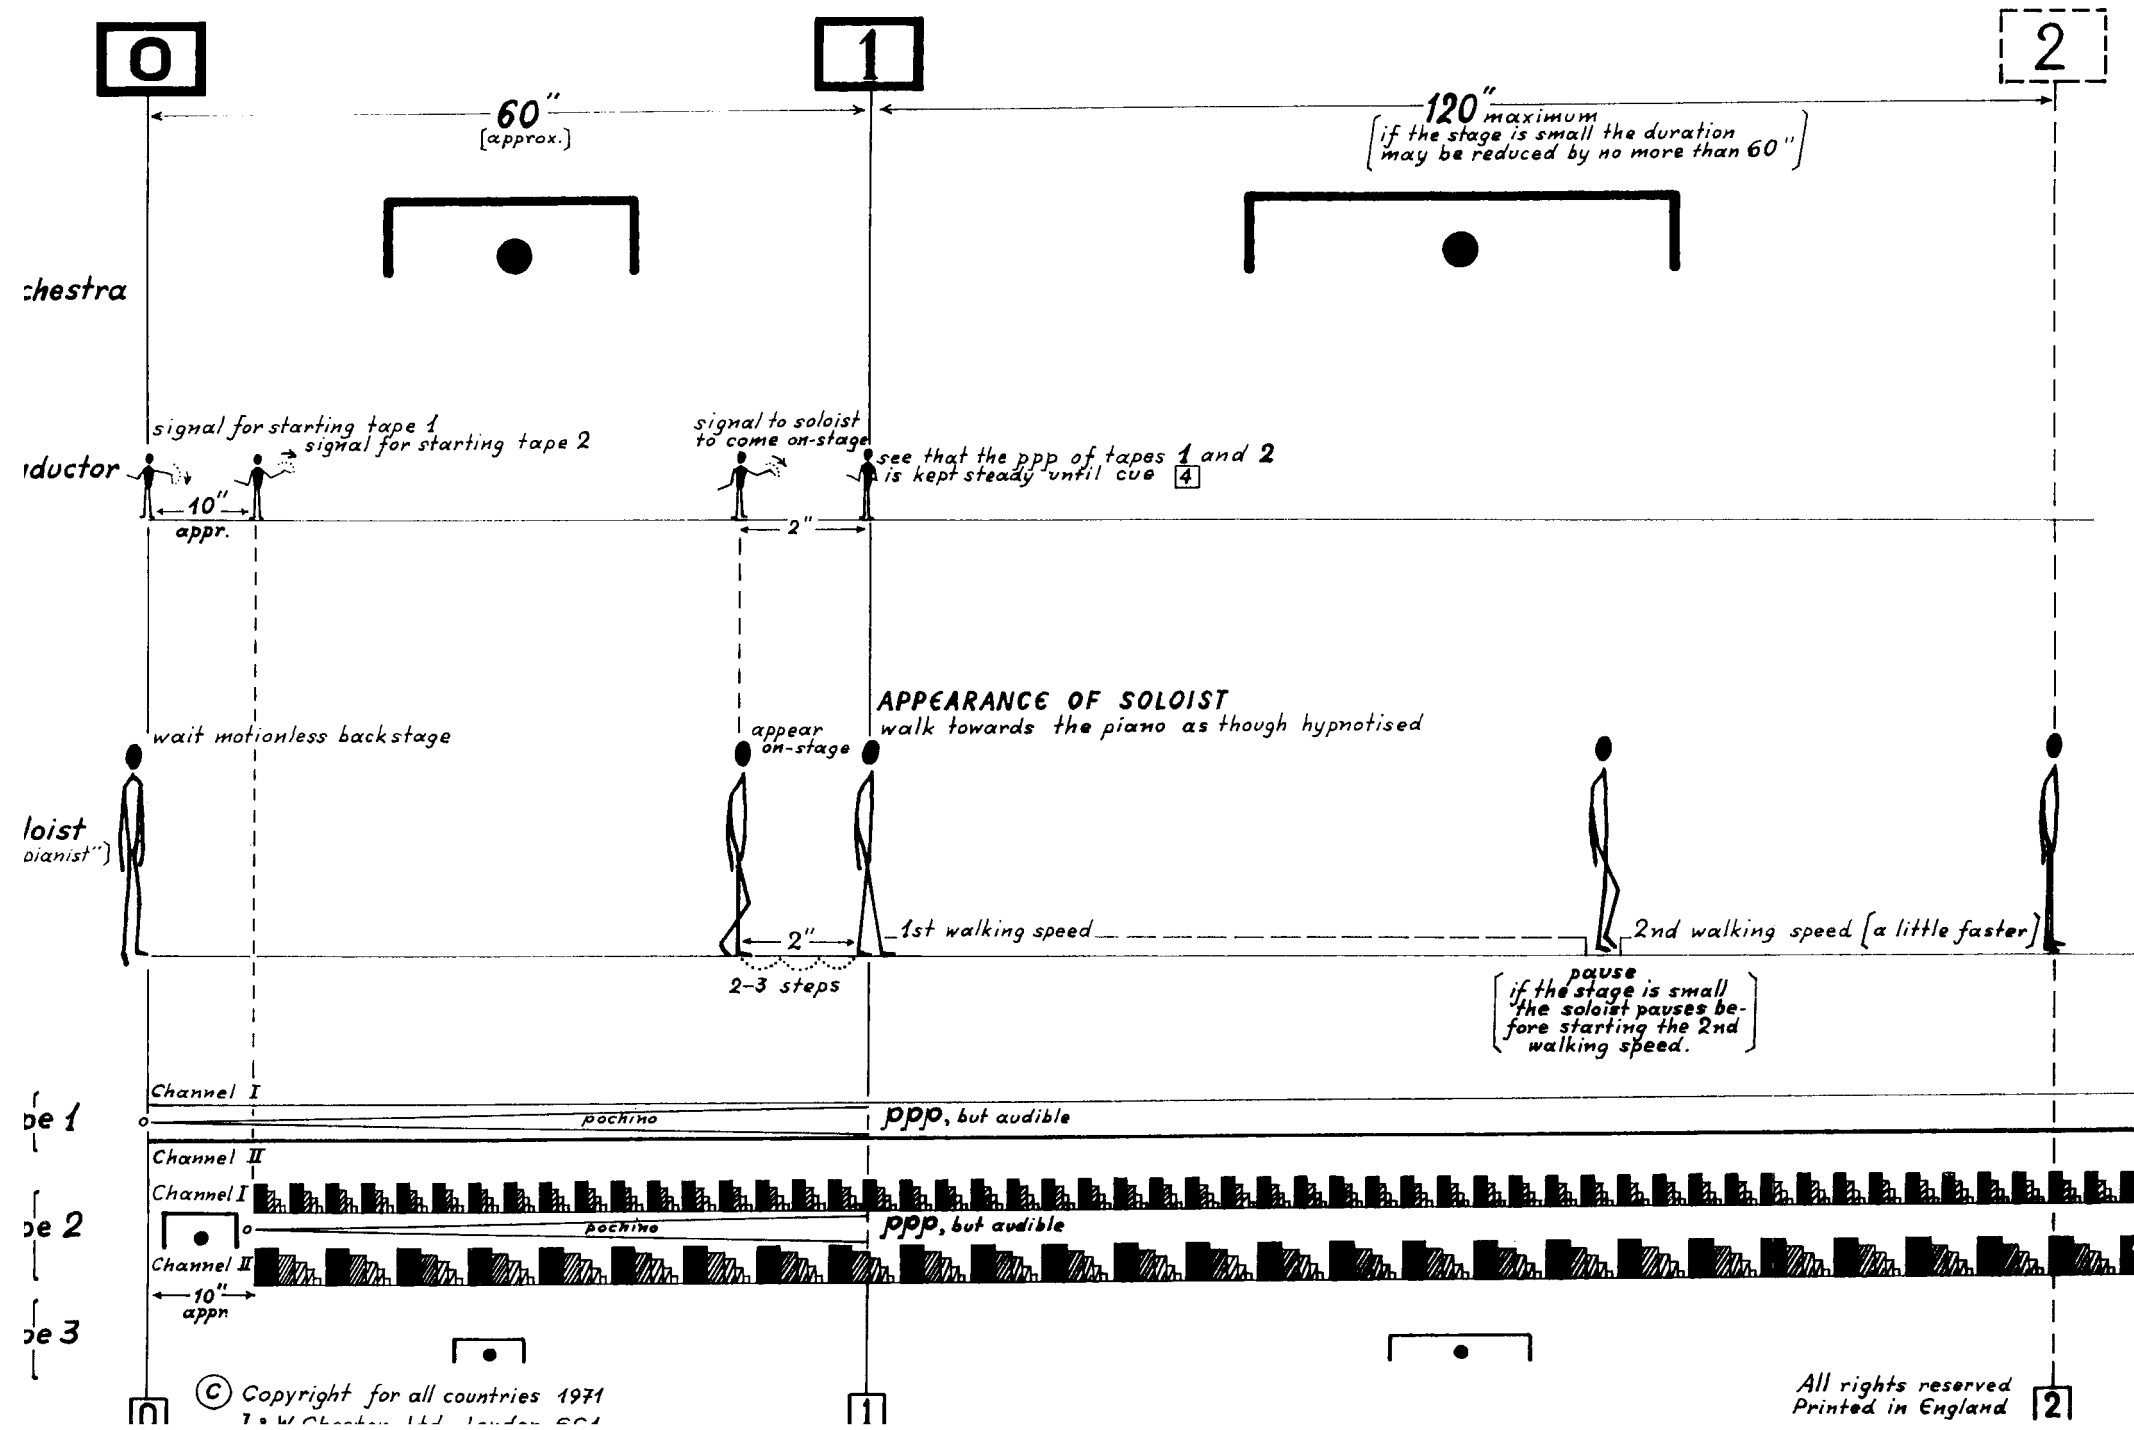 0
1
2
60"
[approx.]
120" maximum
[if the stage is small the duration
may be reduced by no more than 60"]
chestra
signal for starting tape 1
signal for starting tape 2
signal to soloist
to come on-stage
see that the ppp of tapes 1 and 2
is kept steady until cue 4
ductor
10"
appr.
2"
APPEARANCE OF SOLOIST
walk towards the piano as though hypnotised
wait motionless backstage
appear
on-stage
loist
pianist")
2"
1st walking speed
2nd walking speed [a little faster]
2-3 steps
pause
[if the stage is small
the soloist pauses be-
fore starting the 2nd
walking speed.]
Channel I
pe 1
o
pochino
ppp, but audible
Channel II
Channel I
pe 2
o
pochino
ppp, but audible
Channel II
10"
appr.
pe 3
© Copyright for all countries 1971
All rights reserved
Printed in England
0
1
2